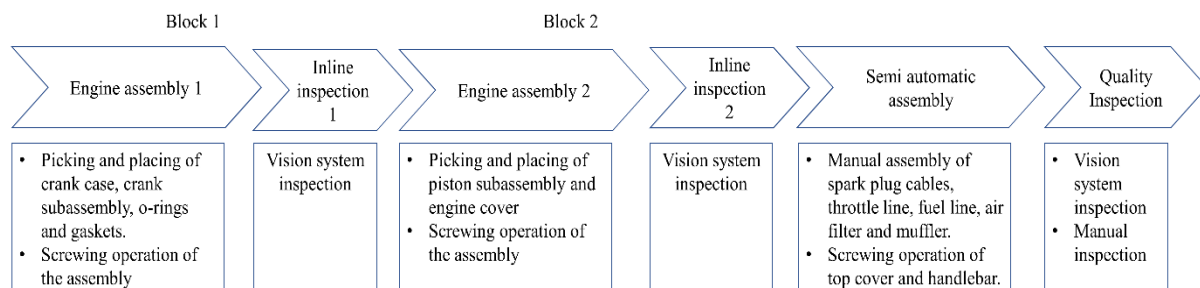 Block 1
Block 2
Engine assembly 1
Inline
inspection
1
Engine assembly 2
Inline
inspection
2
Semi automatic
assembly
Quality
Inspection
• Picking and placing of
crank case, crank
subassembly, o-rings
and gaskets.
• Screwing operation of
the assembly
Vision system
inspection
• Picking and placing of
piston subassembly and
engine cover
• Screwing operation of
the assembly
Vision system
inspection
• Manual assembly of
spark plug cables,
throttle line, fuel line, air
filter and muffler.
• Screwing operation of
top cover and handlebar.
• Vision
system
inspection
• Manual
inspection